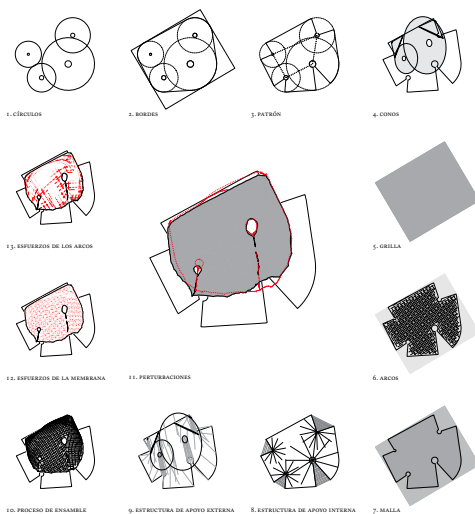 1. CÍRCULOS
2. BORDES
3. PATRÓN
4. CONOS
13. ESFUERZOS DE LOS ARCOS
5. GRILLA
12. ESFUERZOS DE LA MEMBRANA
11. PERTURBACIONES
6. ARCOS
10. PROCESO DE ENSAMBLE
9. ESTRUCTURA DE APOYO EXTERNA
8. ESTRUCTURA DE APOYO INTERNA
7. MALLA